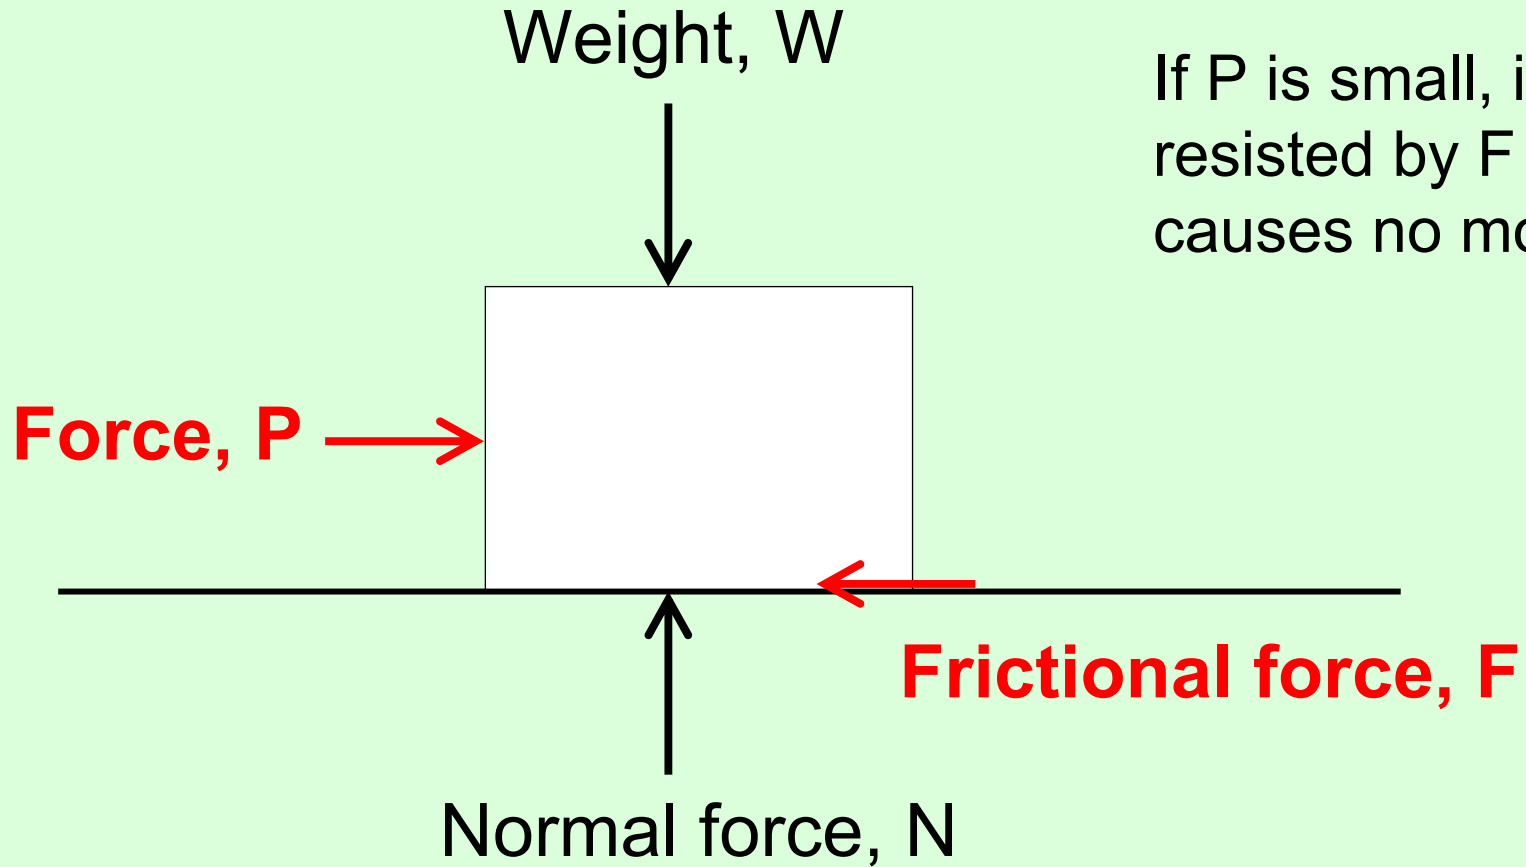 Weight, W
If P is small, i
resisted by F
causes no mo
Force, P
Frictional force, F
Normal force, N